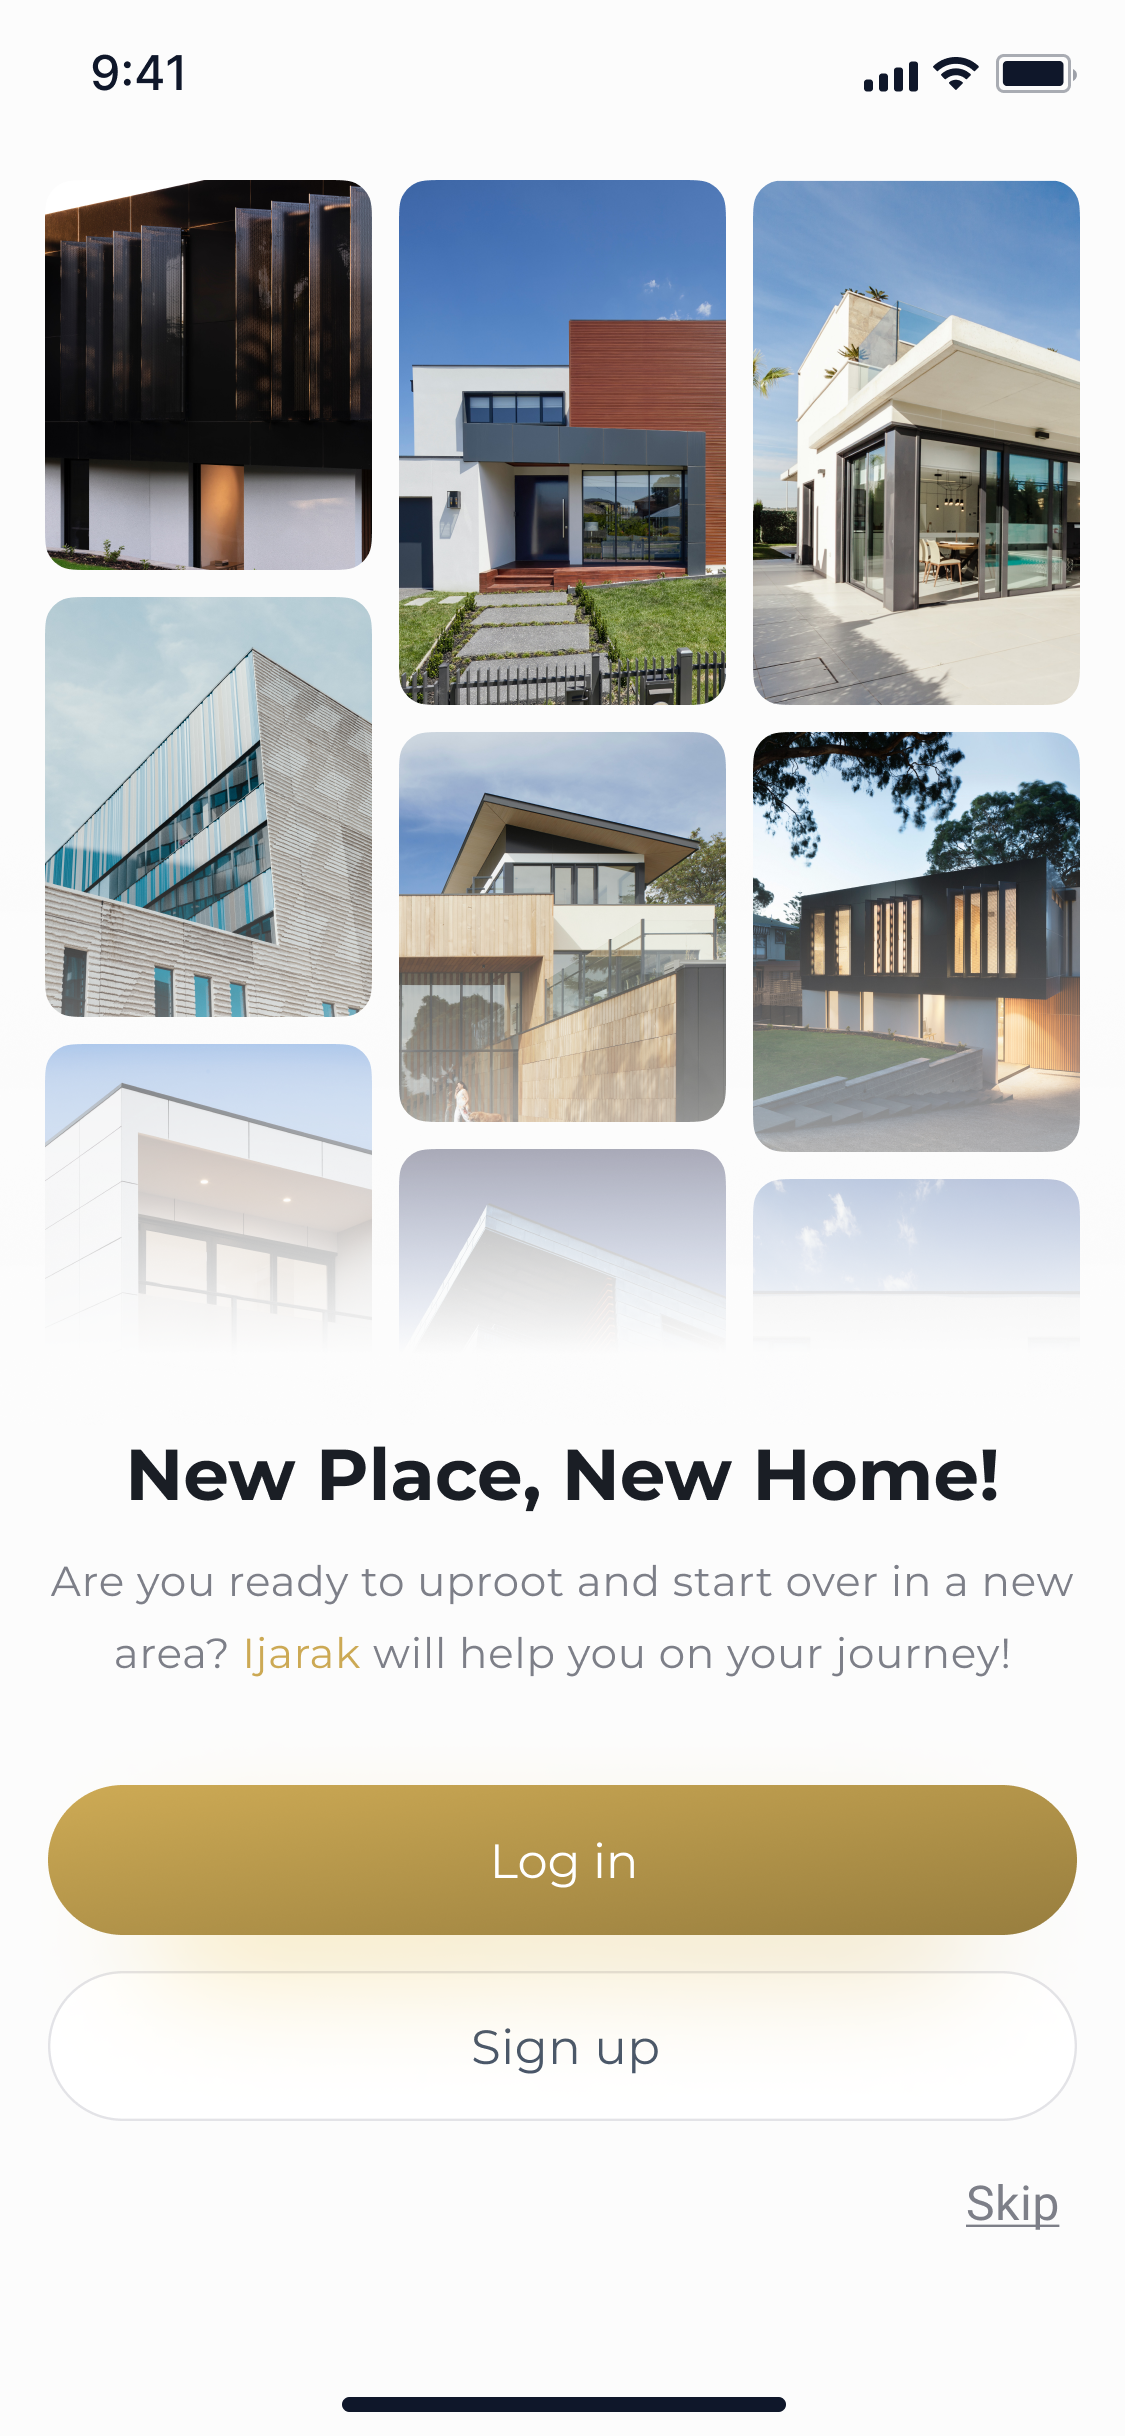 9:41
New Place, New Home!
Are you ready to uproot and start over in a new
area? Ijarak will help you on your journey!
Log in
Sign up
Skip